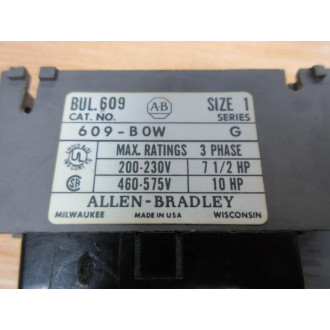 BUL. 609 A-B SIZE 1
CAT. NO. SERIES
609-BOW G
MAX. RATINGS 3 PHASE
200-230V 7 1/2 HP
460-575V 10 HP
ALLEN-BRADLEY
MILWAUKEE MADE IN USA WISCONSIN